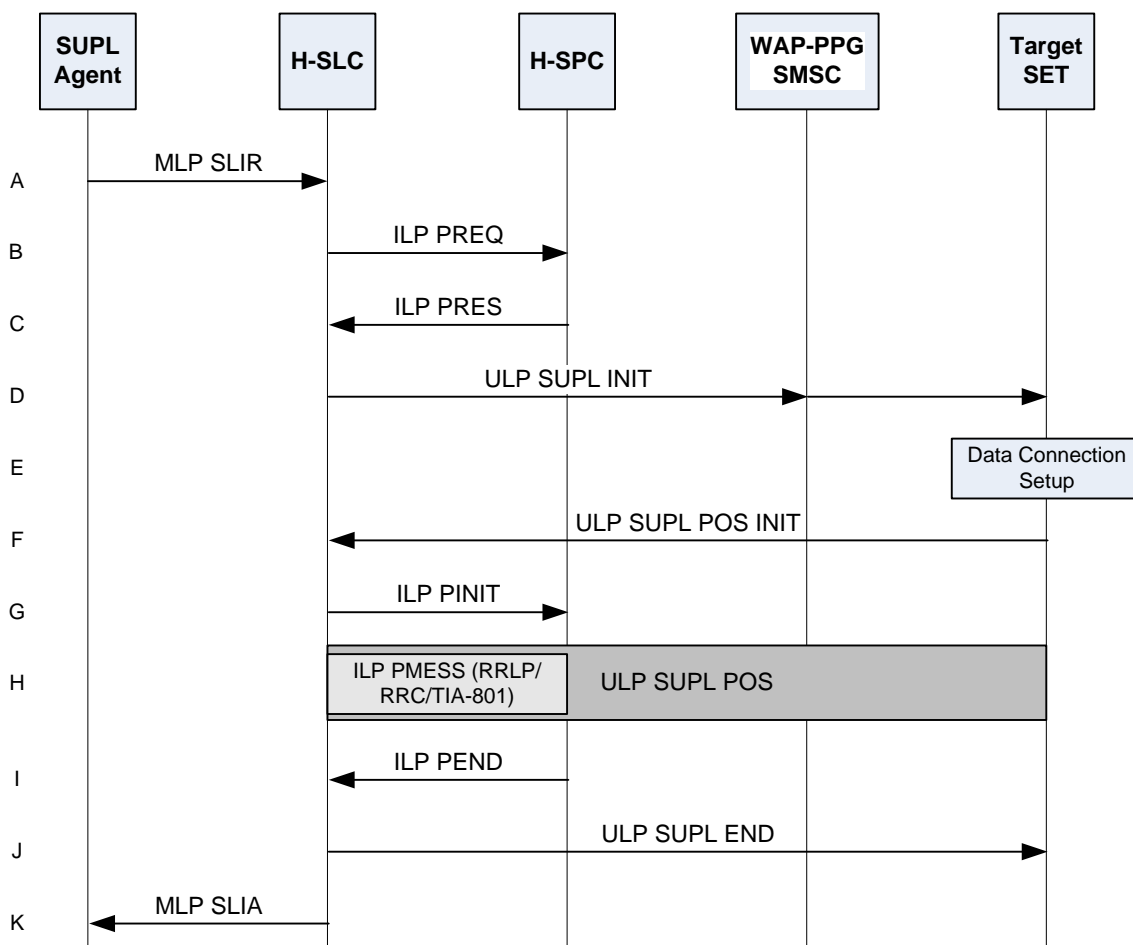 SUPL
Agent
H-SLC
H-SPC
WAP-PPG
SMSC
Target
SET
A
MLP SLIR
B
ILP PREQ
C
ILP PRES
D
ULP SUPL INIT
E
Data Connection
Setup
F
ULP SUPL POS INIT
G
ILP PINIT
H
ILP PMESS (RRLP/
RRC/TIA-801)
ULP SUPL POS
I
ILP PEND
J
ULP SUPL END
K
MLP SLIA